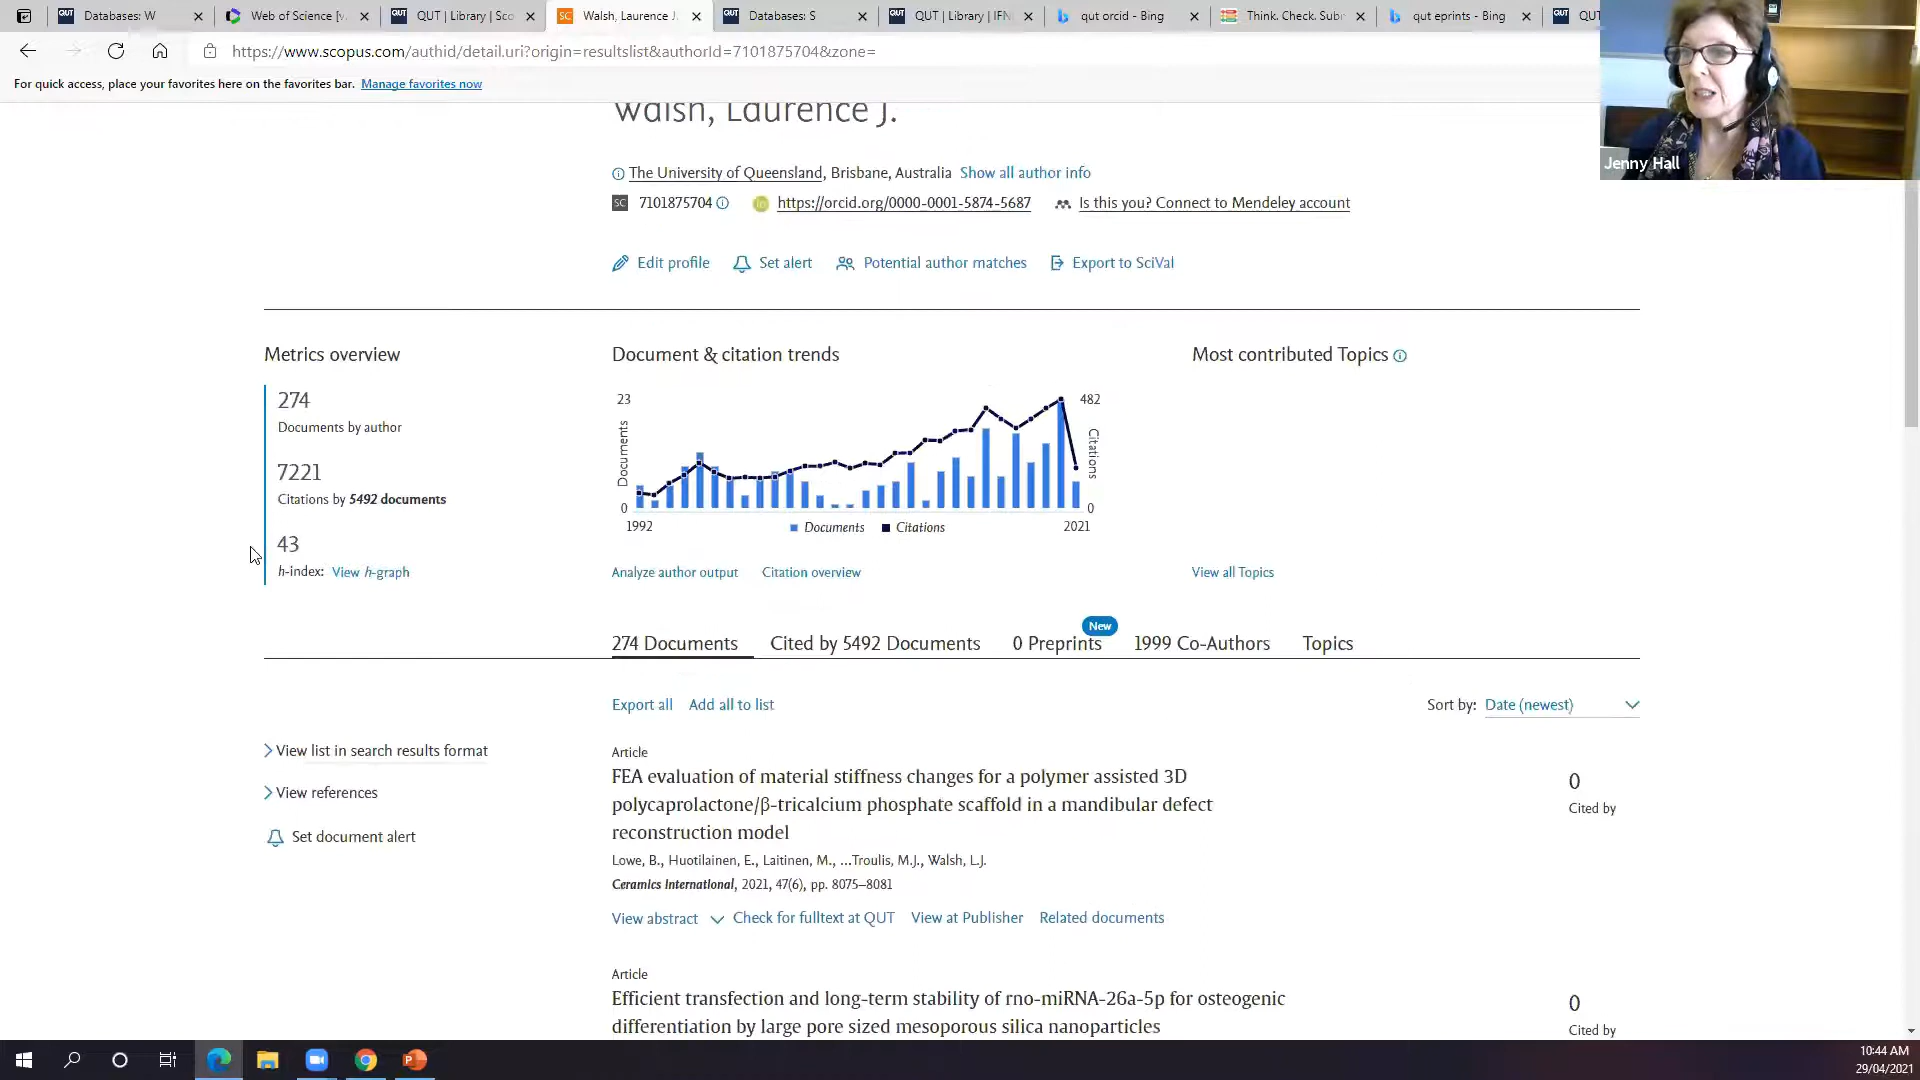 Databases: W
Web of Science [v.
QUT | Library | Sco
Walsh, Laurence J.
Databases: S
QUT | Library | IFN
qut orcid - Bing
Think. Check. Subm
qut eprints - Bing
QUT
https://www.scopus.com/authid/detail.uri?origin=resultslist&authorId=7101875704&zone=
For quick access, place your favorites here on the favorites bar. Manage favorites now
Jenny Hall
Walsh, Laurence J.
The University of Queensland, Brisbane, Australia Show all author info
SC 7101875704 https://orcid.org/0000-0001-5874-5687 Is this you? Connect to Mendeley account
Edit profile Set alert Potential author matches Export to SciVal
Metrics overview
274
Documents by author
7221
Citations by 5492 documents
43
h-index: View h-graph
Document & citation trends
23 482
Documents Citations
0 0
1992 2021
Documents Citations
Analyze author output Citation overview
Most contributed Topics
View all Topics
New
274 Documents Cited by 5492 Documents 0 Preprints 1999 Co-Authors Topics
Export all Add all to list
Sort by: Date (newest)
View list in search results format
View references
Set document alert
Article
FEA evaluation of material stiffness changes for a polymer assisted 3D
polycaprolactone/β-tricalcium phosphate scaffold in a mandibular defect
reconstruction model
Lowe, B., Huotilainen, E., Laitinen, M., ...Troulis, M.J., Walsh, L.J.
Ceramics International, 2021, 47(6), pp. 8075–8081
0
Cited by
View abstract Check for fulltext at QUT View at Publisher Related documents
Article
Efficient transfection and long-term stability of rno-miRNA-26a-5p for osteogenic
differentiation by large pore sized mesoporous silica nanoparticles
0
Cited by
10:44 AM
29/04/2021